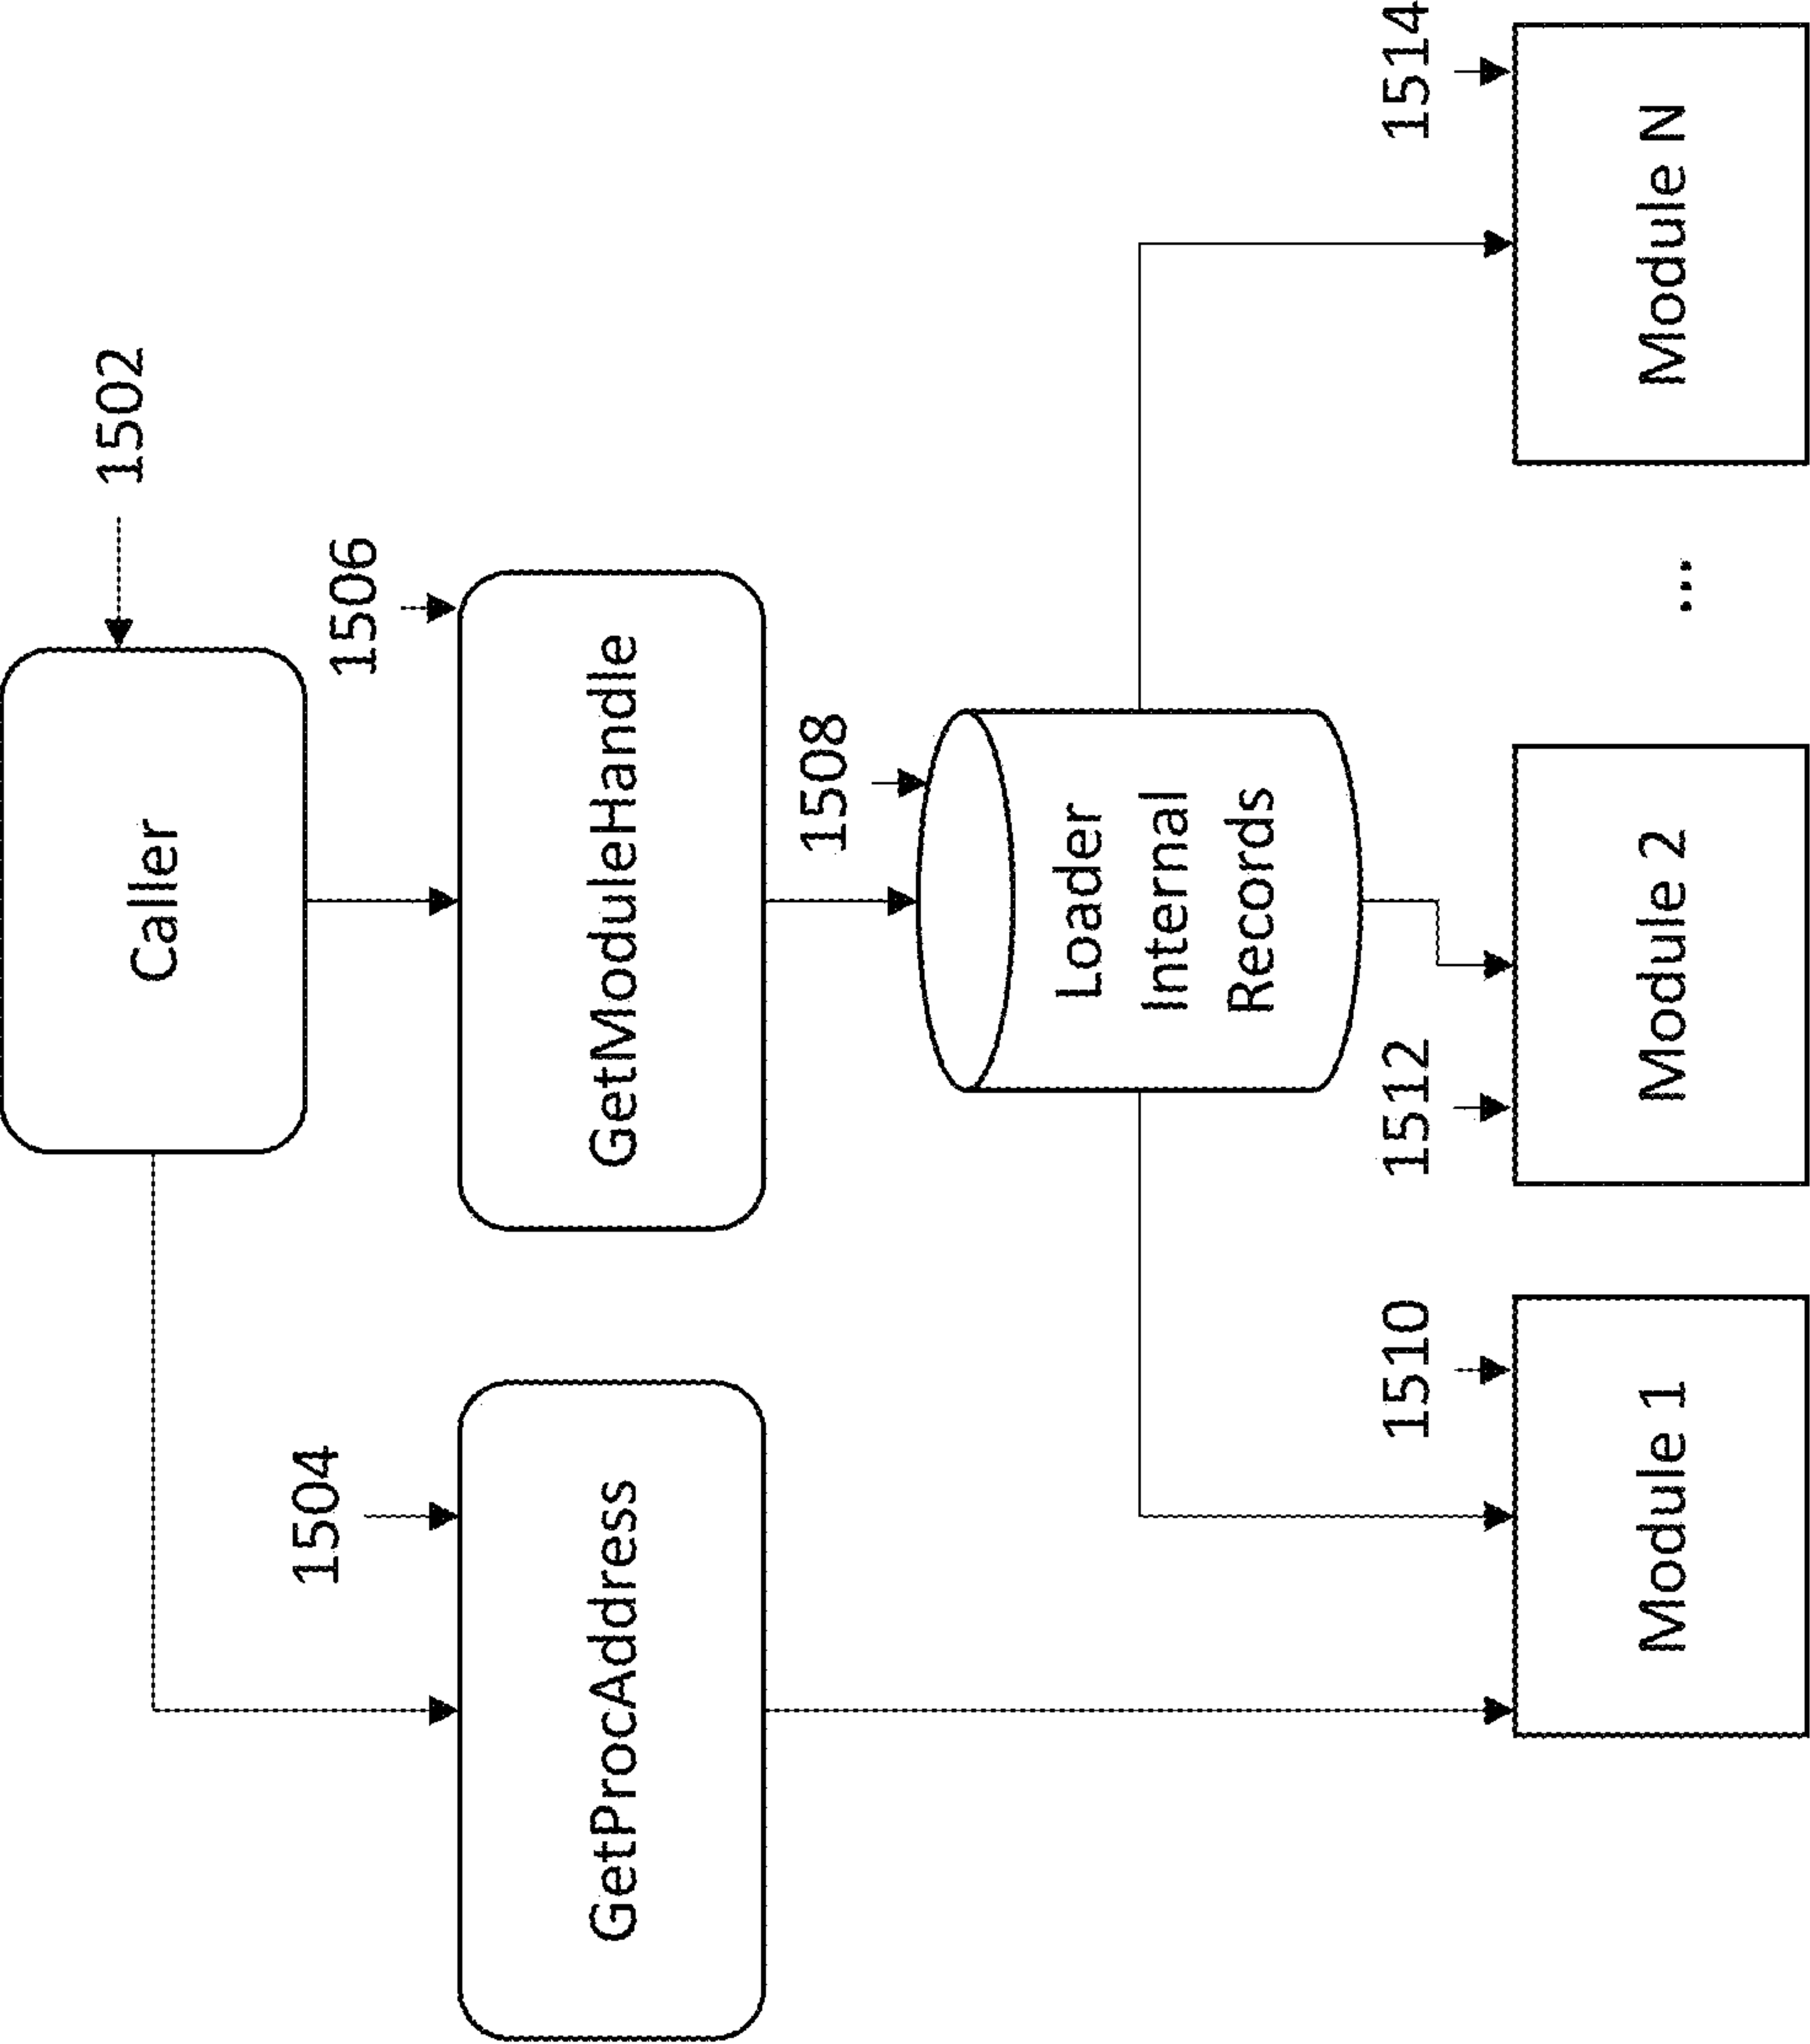 Caller
1502
1504
1506
GetProcAddress
GetModuleHandle
1508
Loader
Internal
Records
1510
1512
1514
Module 1
Module 2
...
Module N